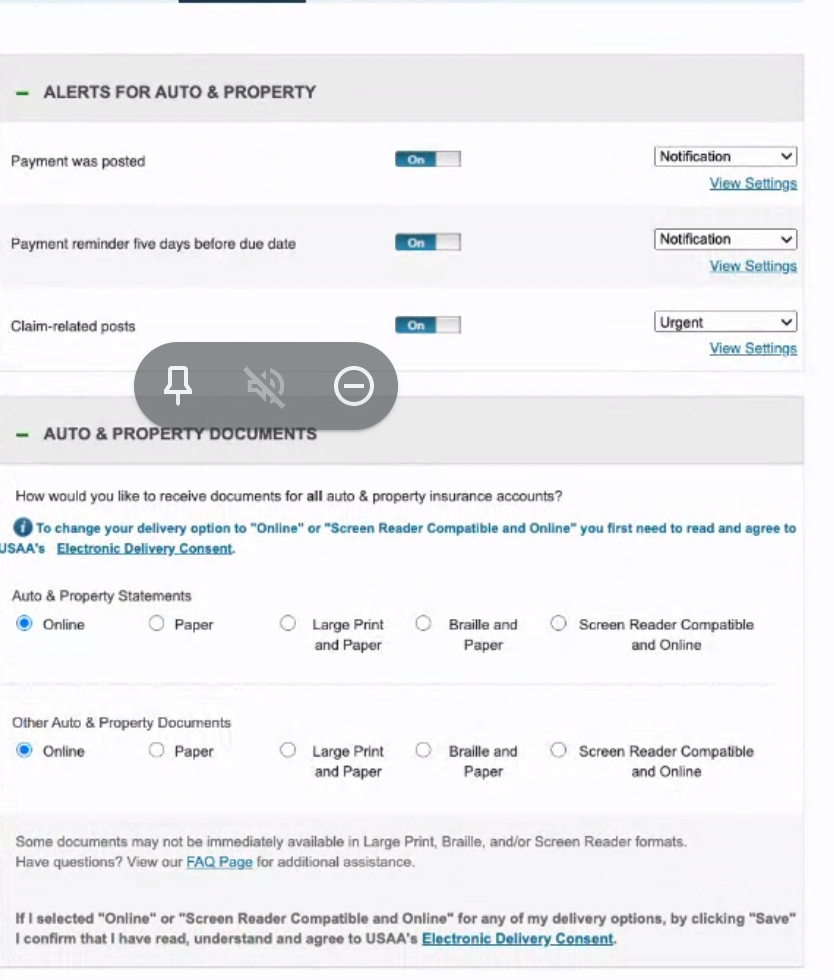 ALERTS FOR AUTO & PROPERTY
Payment was posted
On
Notification
View Settings
Payment reminder five days before due date
On
Notification
View Settings
Claim-related posts
On
Urgent
View Settings
AUTO & PROPERTY DOCUMENTS
How would you like to receive documents for all auto & property insurance accounts?
To change your delivery option to "Online" or "Screen Reader Compatible and Online" you first need to read and agree to
USAA's Electronic Delivery Consent.
Auto & Property Statements
Online Paper Large Print and Paper Braille and Paper Screen Reader Compatible and Online
Other Auto & Property Documents
Online Paper Large Print and Paper Braille and Paper Screen Reader Compatible and Online
Some documents may not be immediately available in Large Print, Braille, and/or Screen Reader formats.
Have questions? View our FAQ Page for additional assistance.
If I selected "Online" or "Screen Reader Compatible and Online" for any of my delivery options, by clicking "Save"
I confirm that I have read, understand and agree to USAA's Electronic Delivery Consent.